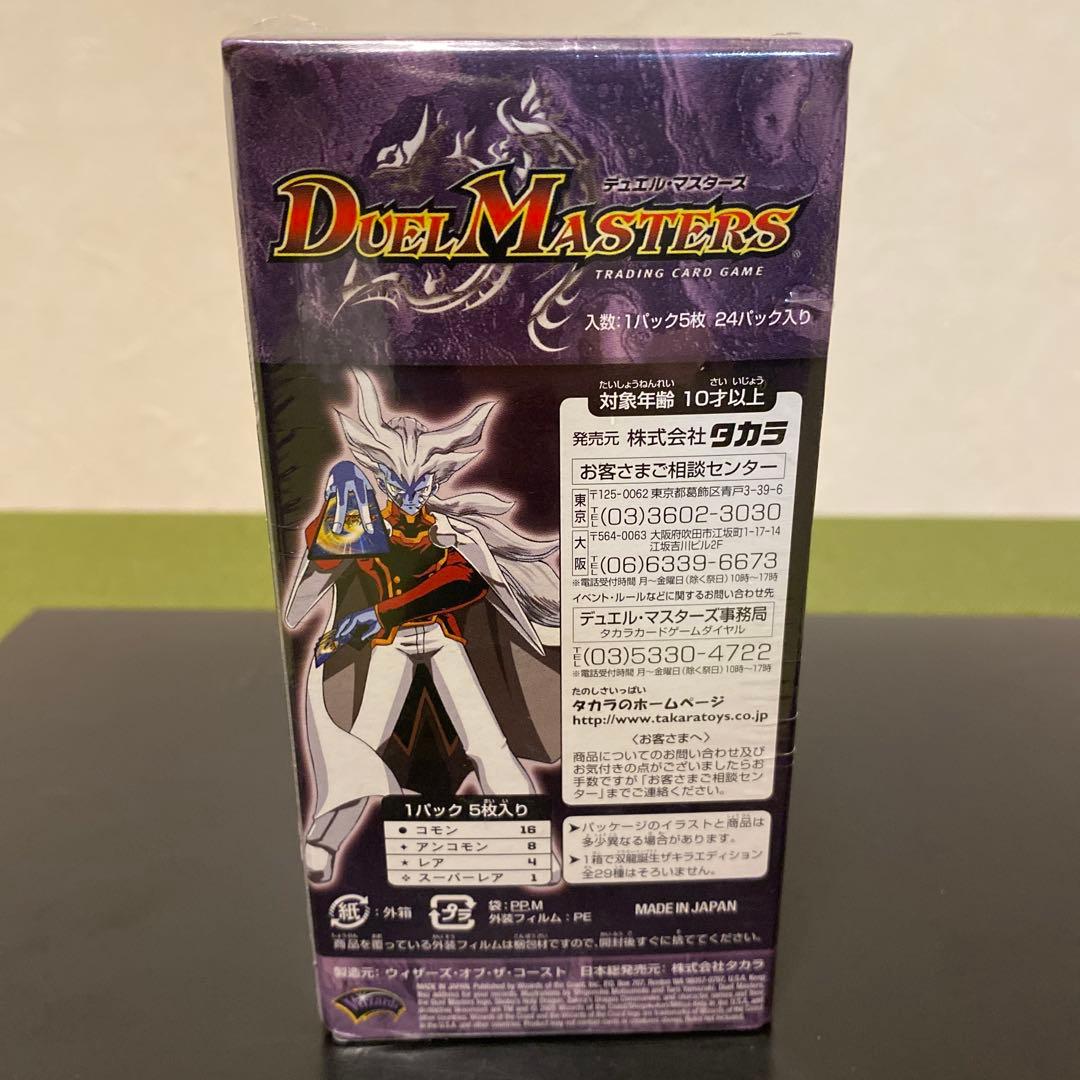 デュエル・マスターズ
DUEL MASTERS
TRADING CARD GAME
入数:1パック5枚 24パック入り
たいしょうねんれい さい いじょう
対象年齢 10才以上
発売元 株式会社 タカラ
お客さまご相談センター
東京 〒125-0062 東京都葛飾区青戸3-39-6
TEL (03)3602-3030
大阪 〒564-0063 大阪府吹田市江坂町1-17-14
江坂吉川ビル2F
TEL (06)6339-6673
※電話受付時間 月〜金曜日(除く祭日)10時〜17時
イベント・ルールなどに関するお問い合わせ先
デュエル・マスターズ事務局
タカラカードゲームダイヤル
TEL (03)5330-4722
※電話受付時間 月〜金曜日(除く祭日)10時〜17時
たのしさいっぱい
タカラのホームページ
http://www.takaratoys.co.jp
〈お客さまへ〉
商品についてのお問い合わせ及び
お気付きの点がございましたらお
手数ですが「お客さまご相談セン
ター」までご連絡ください。
1パック 5枚入り
● コモン 16
✦ アンコモン 8
★ レア 4
❖ スーパーレア 1
➤パッケージのイラストと商品は
多少異なる場合があります。
➤1箱で双龍誕生ザキラエディション
全29種はそろいません。
紙 :外箱
プラ 袋:PP,M
外装フィルム:PE
MADE IN JAPAN
商品を覆っている外装フィルムは梱包材ですので、開封後すぐに捨ててください。
製造元:ウィザーズ・オブ・ザ・コースト 日本総発売元:株式会社タカラ
Wizards
MADE IN JAPAN. Published by Wizards of the Coast, Inc. P.O. Box 707, Renton WA 98057-0707, U.S.A. Keep